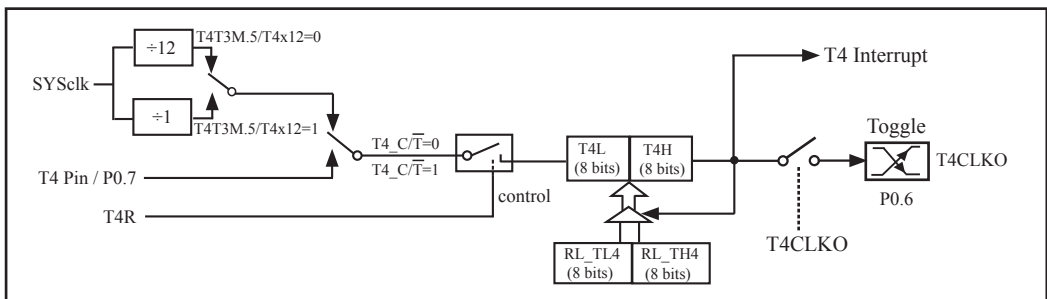 T4T3M.5/T4x12=0
÷12
SYSclk
÷1
T4T3M.5/T4x12=1
T4 Pin / P0.7
T4R
T4_C/T̅=0
T4_C/T̅=1
control
T4L
(8 bits)
T4H
(8 bits)
RL_TL4
(8 bits)
RL_TH4
(8 bits)
T4 Interrupt
Toggle
T4CLKO
P0.6
T4CLKO